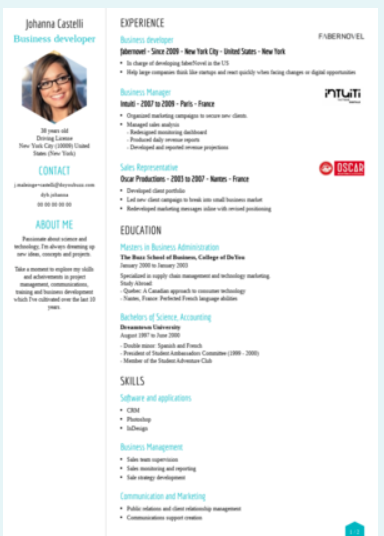 Johanna Castelli
Business developer
38 years old
Driving License
New York City (10009) United
States (New York)
CONTACT
dyb.johanna
00 00 00 00 00
ABOUT ME
Passionate about science and
technology, I'm always dreaming up
new ideas, concepts and projects.
Take a moment to explore my skills
and achievements in project
management, communications,
training and business development
which I've cultivated over the last 10
years.
EXPERIENCE
Business developer
FABERNOVEL
fabernovel - Since 2009 - New York City - United States - New York
In charge of developing faberNovel in the US
Help large companies think like startups and react quickly when facing changes or digital opportunities
Business Manager
INTUITI
Intuiti - 2007 to 2009 - Paris - France
Organized marketing campaigns to secure new clients.
Managed sales analysis
- Redesigned monitoring dashboard
- Produced daily revenue reports
- Developed and reported revenue projections
Sales Representative
OSCAR
Oscar Productions - 2003 to 2007 - Nantes - France
Developed client portfolio
Led new client campaign to break into small business market
Redeveloped marketing messages inline with revised positioning
EDUCATION
Masters in Business Administration
The Buzz School of Business, College of DoYou
January 2000 to January 2003
Specialized in supply chain management and technology marketing.
Study Abroad:
- Quebec: A Canadian approach to consumer technology
- Nantes, France: Perfected French language abilities
Bachelors of Science, Accounting
Dreamtown University
August 1997 to June 2000
- Double minor: Spanish and French
- President of Student Ambassadors Committee (1998 - 2000)
- Member of the Student Adventure Club
SKILLS
Software and applications
CRM
Photoshop
InDesign
Business Management
Sales team supervision
Sales monitoring and reporting
Sale strategy development
Communication and Marketing
Public relations and client relationship management
Communications support creation